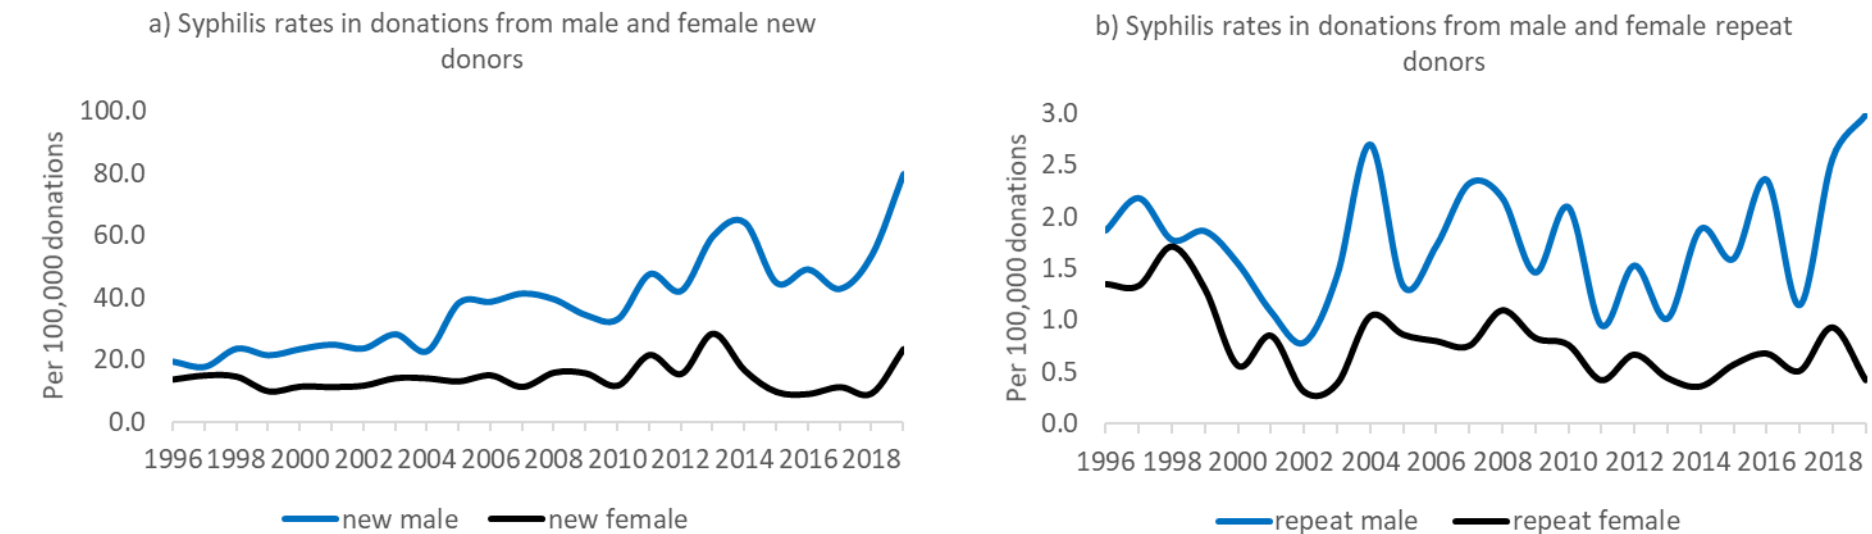 a) Syphilis rates in donations from male and female new
donors
Per 100,000 donations
100.0
80.0
60.0
40.0
20.0
0.0
1996 1998 2000 2002 2004 2006 2008 2010 2012 2014 2016 2018
new male new female
b) Syphilis rates in donations from male and female repeat
donors
Per 100,000 donations
3.0
2.5
2.0
1.5
1.0
0.5
0.0
1996 1998 2000 2002 2004 2006 2008 2010 2012 2014 2016 2018
repeat male repeat female